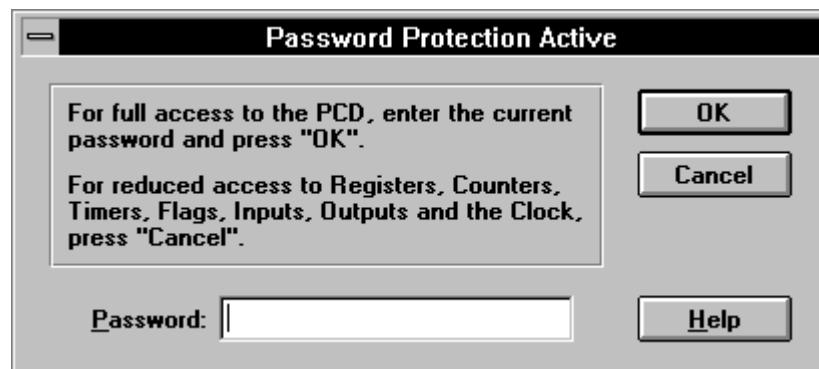 Password Protection Active
For full access to the PCD, enter the current
password and press "OK".
For reduced access to Registers, Counters,
Timers, Flags, Inputs, Outputs and the Clock,
press "Cancel".
OK
Cancel
Password:
Help